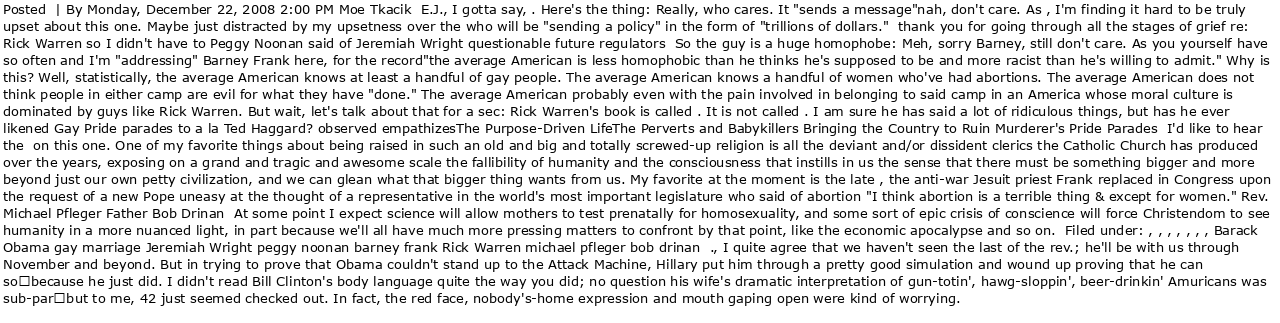 Posted  | By Monday, December 22, 2008 2:00 PM Moe Tkacik  E.J., I gotta say, . Here's the thing: Really, who cares. It "sends a message"nah, don't care. As , I'm finding it hard to be truly
upset about this one. Maybe just distracted by my upsetness over the who will be "sending a policy" in the form of "trillions of dollars."  thank you for going through all the stages of grief re:
Rick Warren so I didn't have to Peggy Noonan said of Jeremiah Wright questionable future regulators  So the guy is a huge homophobe: Meh, sorry Barney, still don't care. As you yourself have
so often and I'm "addressing" Barney Frank here, for the record"the average American is less homophobic than he thinks he's supposed to be and more racist than he's willing to admit." Why is
this? Well, statistically, the average American knows at least a handful of gay people. The average American knows a handful of women who've had abortions. The average American does not
think people in either camp are evil for what they have "done." The average American probably even with the pain involved in belonging to said camp in an America whose moral culture is
dominated by guys like Rick Warren. But wait, let's talk about that for a sec: Rick Warren's book is called . It is not called . I am sure he has said a lot of ridiculous things, but has he ever
likened Gay Pride parades to a la Ted Haggard? observed empathizesThe Purpose-Driven LifeThe Perverts and Babykillers Bringing the Country to Ruin Murderer's Pride Parades  I'd like to hear
the  on this one. One of my favorite things about being raised in such an old and big and totally screwed-up religion is all the deviant and/or dissident clerics the Catholic Church has produced
over the years, exposing on a grand and tragic and awesome scale the fallibility of humanity and the consciousness that instills in us the sense that there must be something bigger and more
beyond just our own petty civilization, and we can glean what that bigger thing wants from us. My favorite at the moment is the late , the anti-war Jesuit priest Frank replaced in Congress upon
the request of a new Pope uneasy at the thought of a representative in the world's most important legislature who said of abortion "I think abortion is a terrible thing & except for women." Rev.
Michael Pfleger Father Bob Drinan  At some point I expect science will allow mothers to test prenatally for homosexuality, and some sort of epic crisis of conscience will force Christendom to see
humanity in a more nuanced light, in part because we'll all have much more pressing matters to confront by that point, like the economic apocalypse and so on.  Filed under: , , , , , , , Barack
Obama gay marriage Jeremiah Wright peggy noonan barney frank Rick Warren michael pfleger bob drinan  ., I quite agree that we haven't seen the last of the rev.; he'll be with us through
November and beyond. But in trying to prove that Obama couldn't stand up to the Attack Machine, Hillary put him through a pretty good simulation and wound up proving that he can
so□because he just did. I didn't read Bill Clinton's body language quite the way you did; no question his wife's dramatic interpretation of gun-totin', hawg-sloppin', beer-drinkin' Amuricans was
sub-par□but to me, 42 just seemed checked out. In fact, the red face, nobody's-home expression and mouth gaping open were kind of worrying.